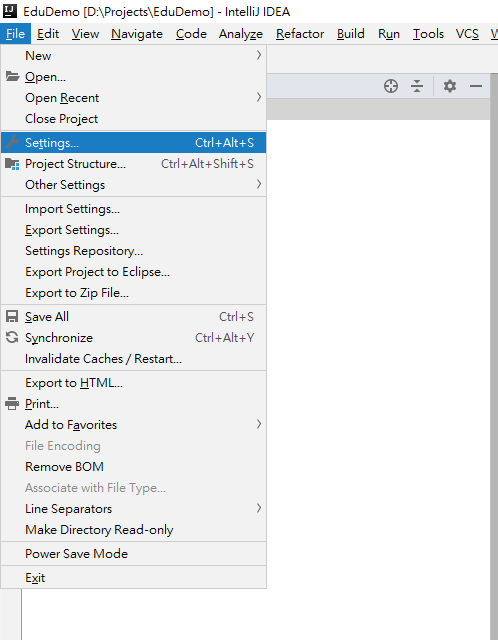 EduDemo [D:\Projects\EduDemo] - IntelliJ IDEA
File Edit View Navigate Code Analyze Refactor Build Run Tools VCS
New
Open...
Open Recent
Close Project
Settings... Ctrl+Alt+S
Project Structure... Ctrl+Alt+Shift+S
Other Settings
Import Settings...
Export Settings...
Settings Repository...
Export Project to Eclipse...
Export to Zip File...
Save All Ctrl+S
Synchronize Ctrl+Alt+Y
Invalidate Caches / Restart...
Export to HTML...
Print...
Add to Favorites
File Encoding
Remove BOM
Associate with File Type...
Line Separators
Make Directory Read-only
Power Save Mode
Exit